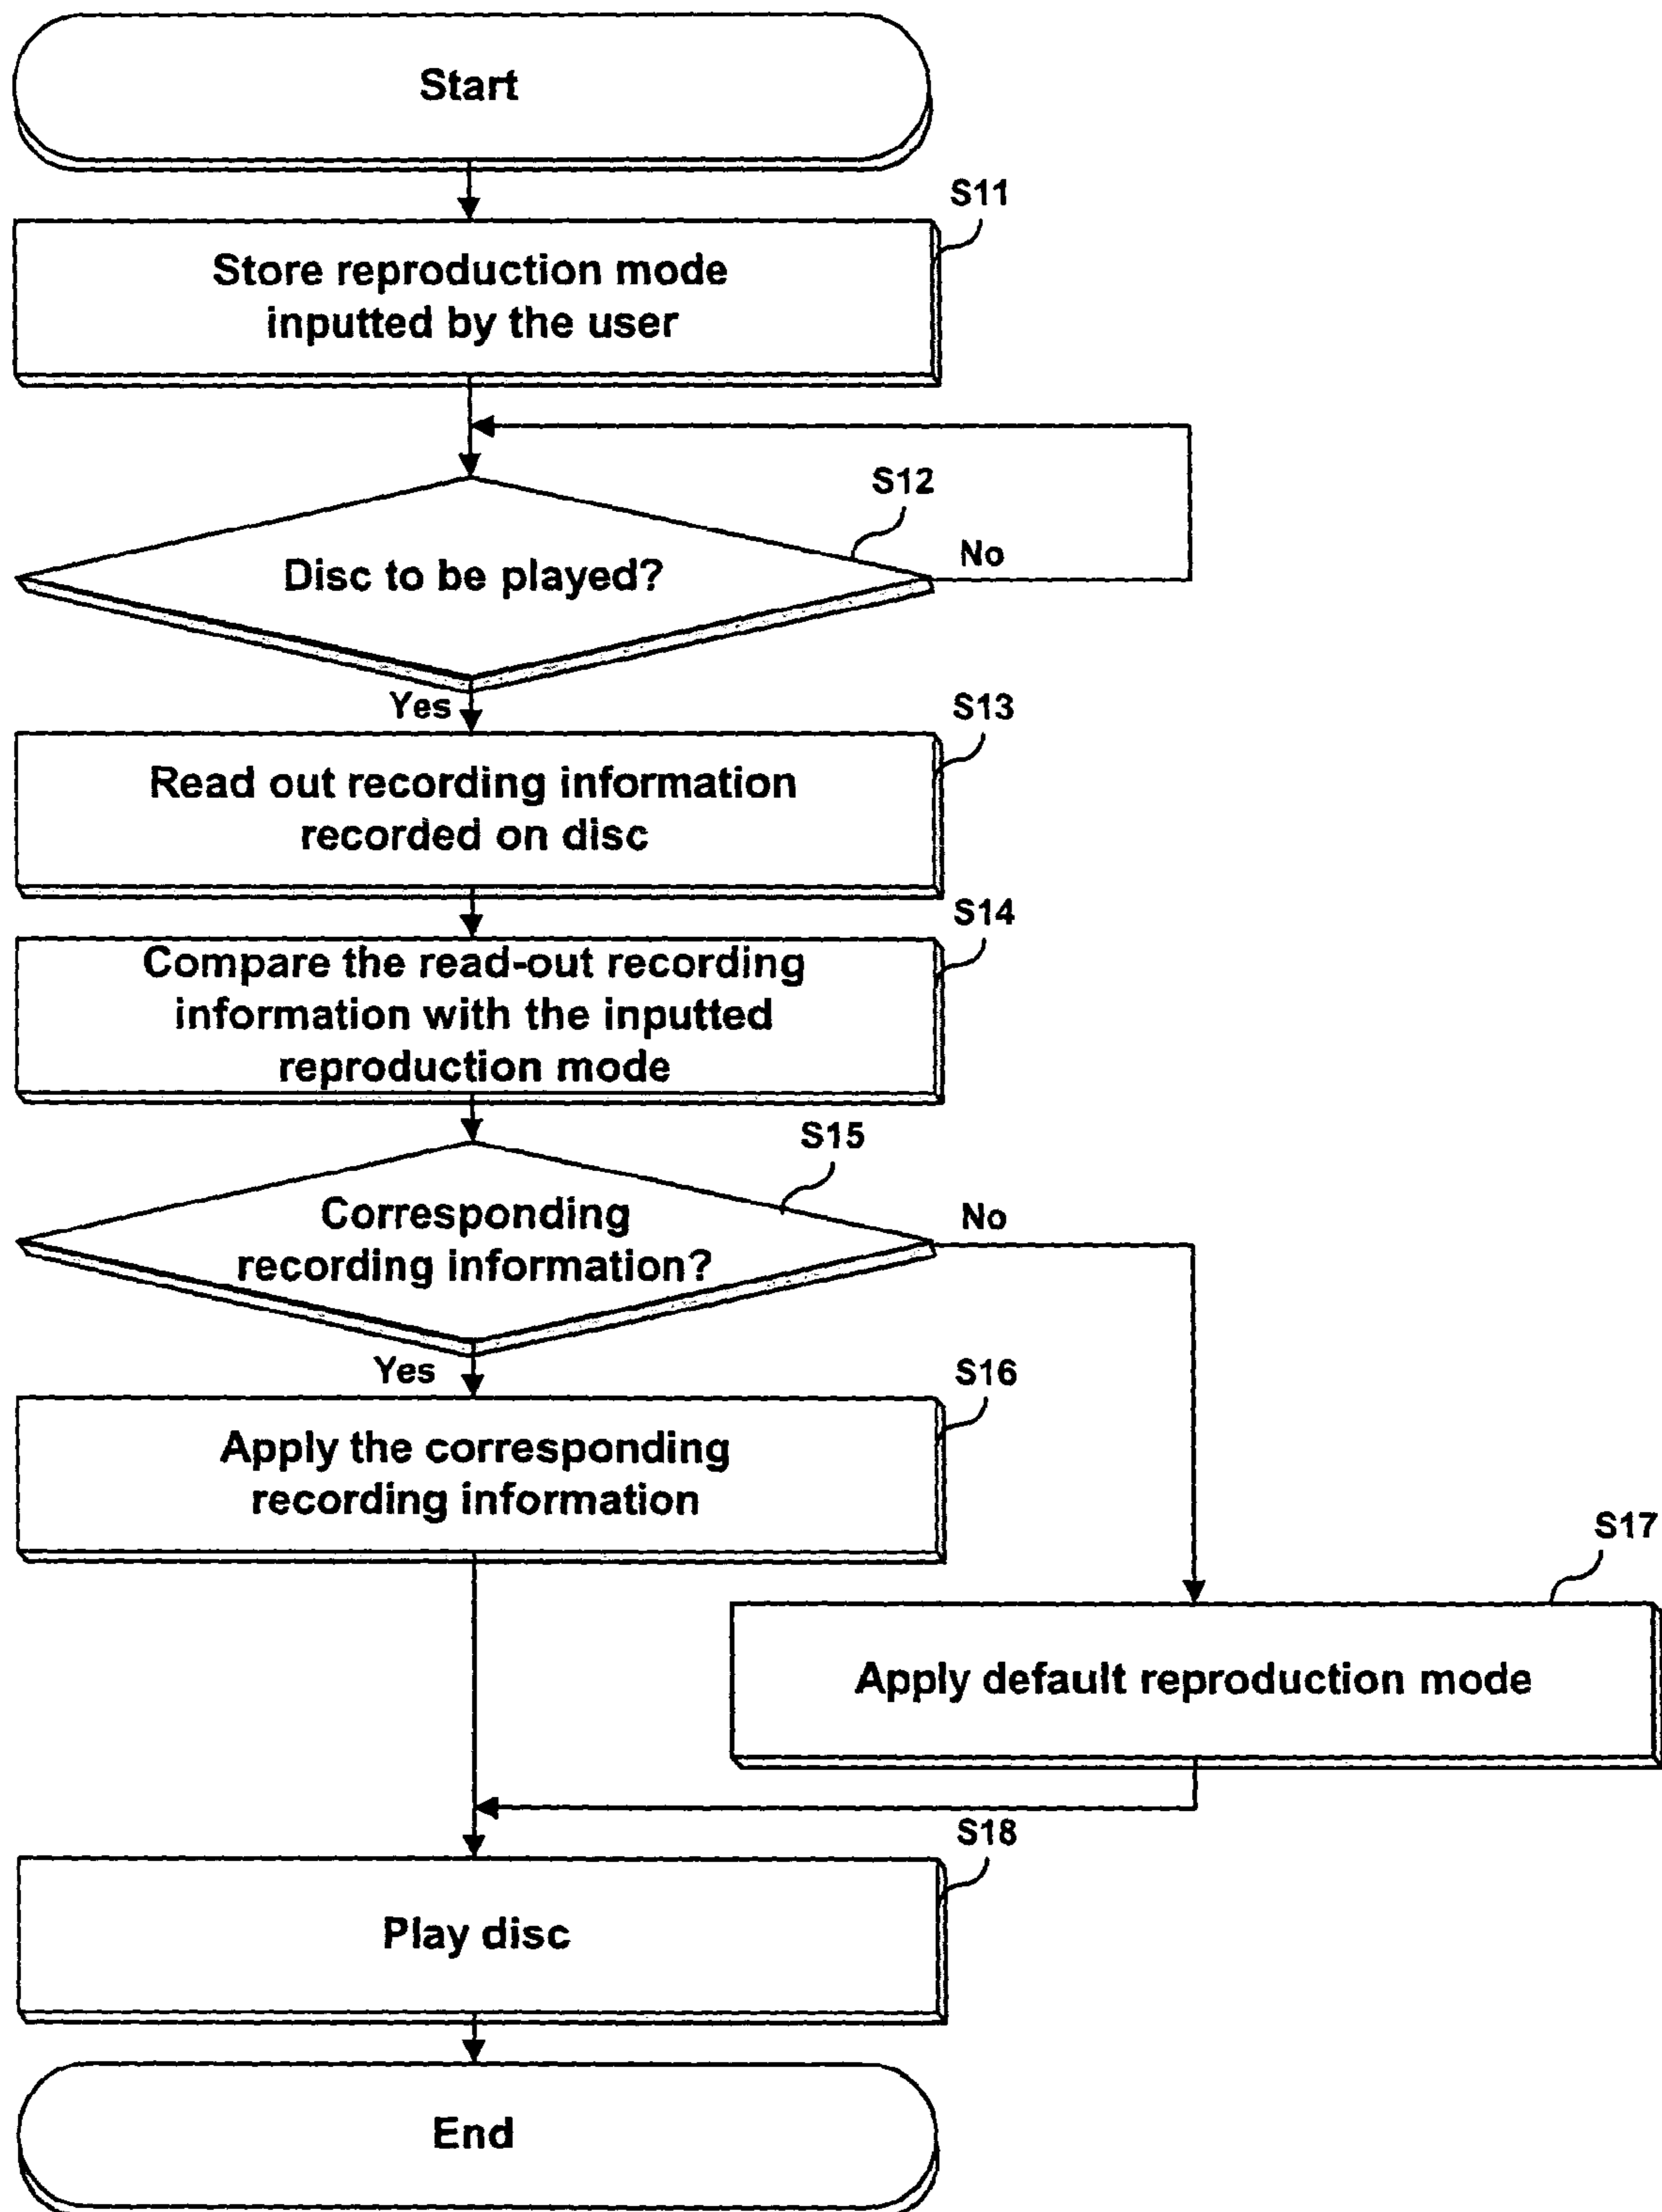 Start
S11
Store reproduction mode
inputted by the user
S12
Disc to be played?
No
Yes
S13
Read out recording information
recorded on disc
S14
Compare the read-out recording
information with the inputted
reproduction mode
S15
Corresponding
recording information?
No
Yes
S16
Apply the corresponding
recording information
S17
Apply default reproduction mode
S18
Play disc
End